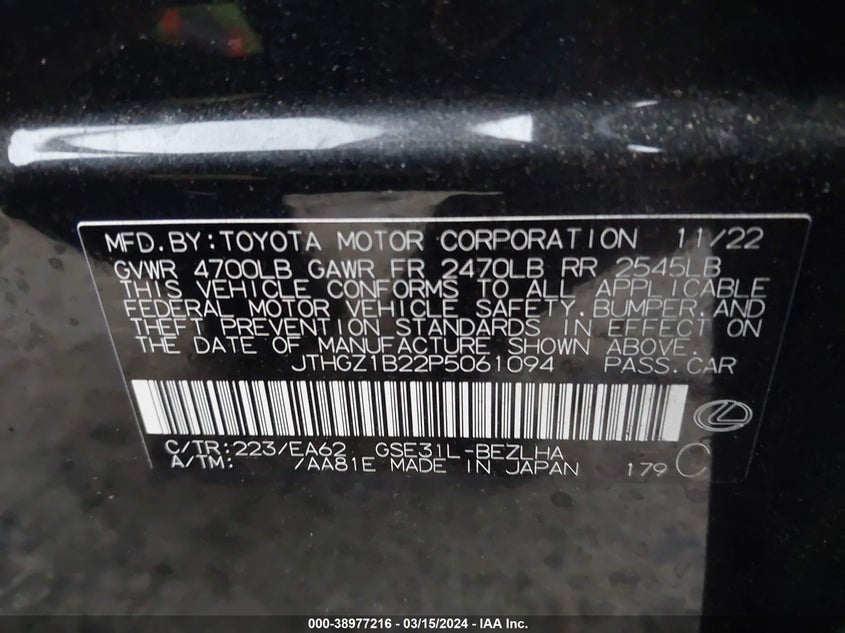 MFD.BY:TOYOTA MOTOR CORPORATION 11/22
GVWR 4700LB GAWR FR 2470LB RR 2545LB
THIS VEHICLE CONFORMS TO ALL APPLICABLE
FEDERAL MOTOR VEHICLE SAFETY,BUMPER,AND
THEFT PREVENTION STANDARDS IN EFFECT ON
THE DATE OF MANUFACTURE SHOWN ABOVE.
JTHGZ1B22P5061094 PASS.CAR
C/TR:223/EA62 GSE31L-BEZLHA
A/TM: /AA81E MADE IN JAPAN 179 C
000-38977216 - 03/15/2024 - IAA Inc.